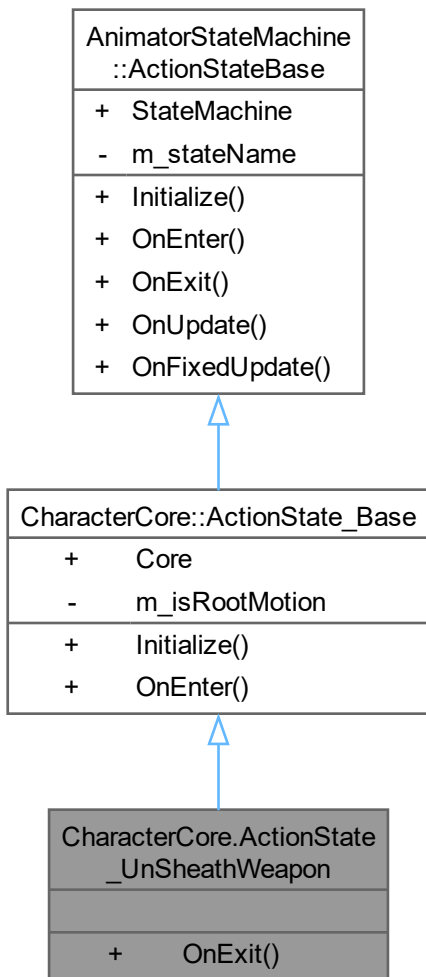 AnimatorStateMachine
::ActionStateBase
+ StateMachine
- m_stateName
+ Initialize()
+ OnEnter()
+ OnExit()
+ OnUpdate()
+ OnFixedUpdate()
CharacterCore::ActionState_Base
+ Core
- m_isRootMotion
+ Initialize()
+ OnEnter()
CharacterCore.ActionState
_UnSheathWeapon
+ OnExit()